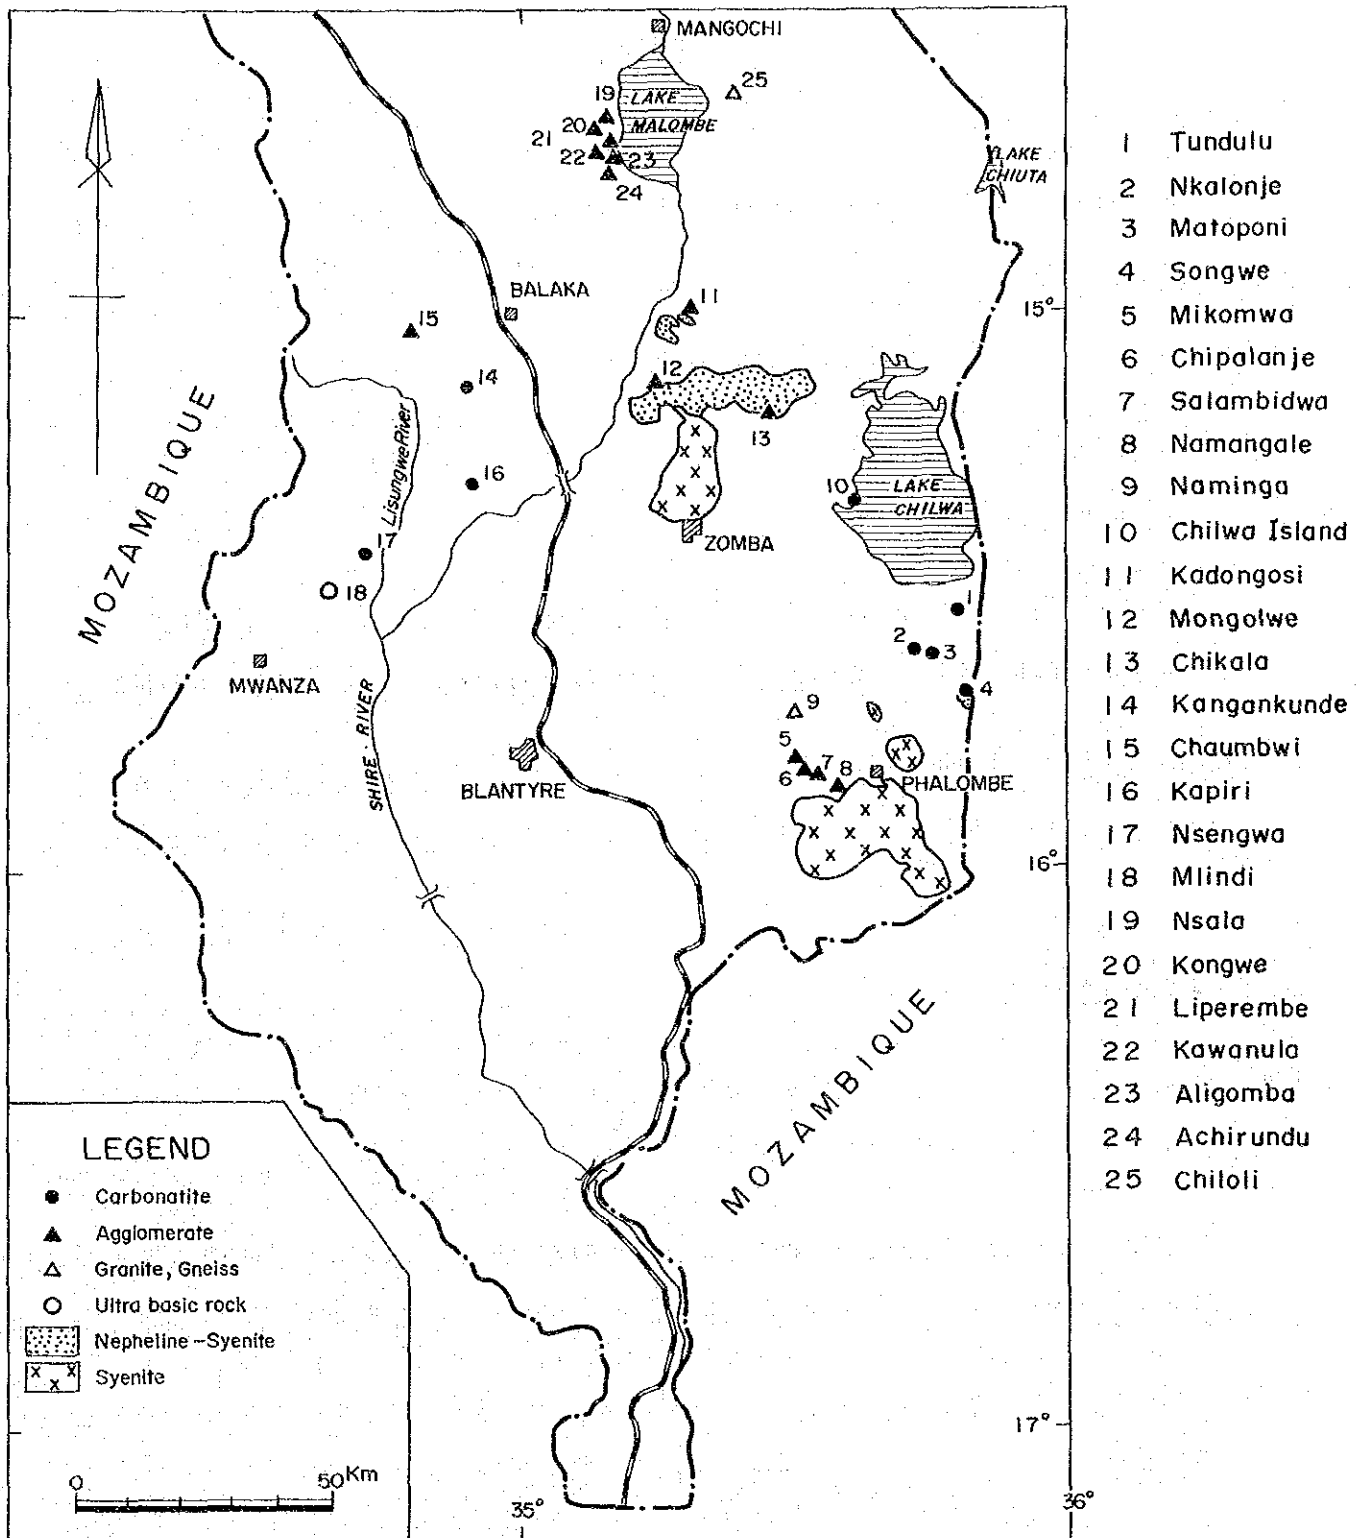 MANGOCHI
25
19
LAKE
20
MALOMBE
21
22
23
24
LAKE
CHIUTA
BALAKA
11
15°
15
12
14
13
MOZAMBIQUE
Lisungwe River
16
10
LAKE
CHILWA
ZOMBA
17
18
1
2
3
MWANZA
4
9
SHIRE RIVER
5
7
6
8
PHALOMBE
BLANTYRE
16°
MOZAMBIQUE
17°
35°
36°
1 Tundulu
2 Nkalonje
3 Matoponi
4 Songwe
5 Mikomwa
6 Chipalanje
7 Salambidwa
8 Namangale
9 Naminga
10 Chilwa Island
11 Kadongosi
12 Mongolwe
13 Chikala
14 Kangankunde
15 Chaumbwi
16 Kapiri
17 Nsengwa
18 Mlindi
19 Nsala
20 Kongwe
21 Liperembe
22 Kawanula
23 Aligomba
24 Achirundu
25 Chiloli
LEGEND
Carbonatite
Agglomerate
Granite, Gneiss
Ultra basic rock
Nepheline-Syenite
Syenite
0 50Km